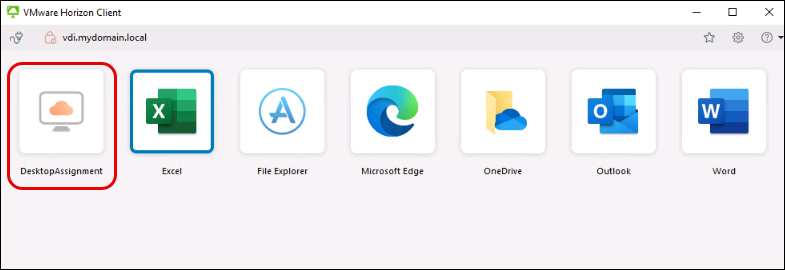 VMware Horizon Client
vdi.mydomain.local
DesktopAssignment
Excel
File Explorer
Microsoft Edge
OneDrive
Outlook
Word